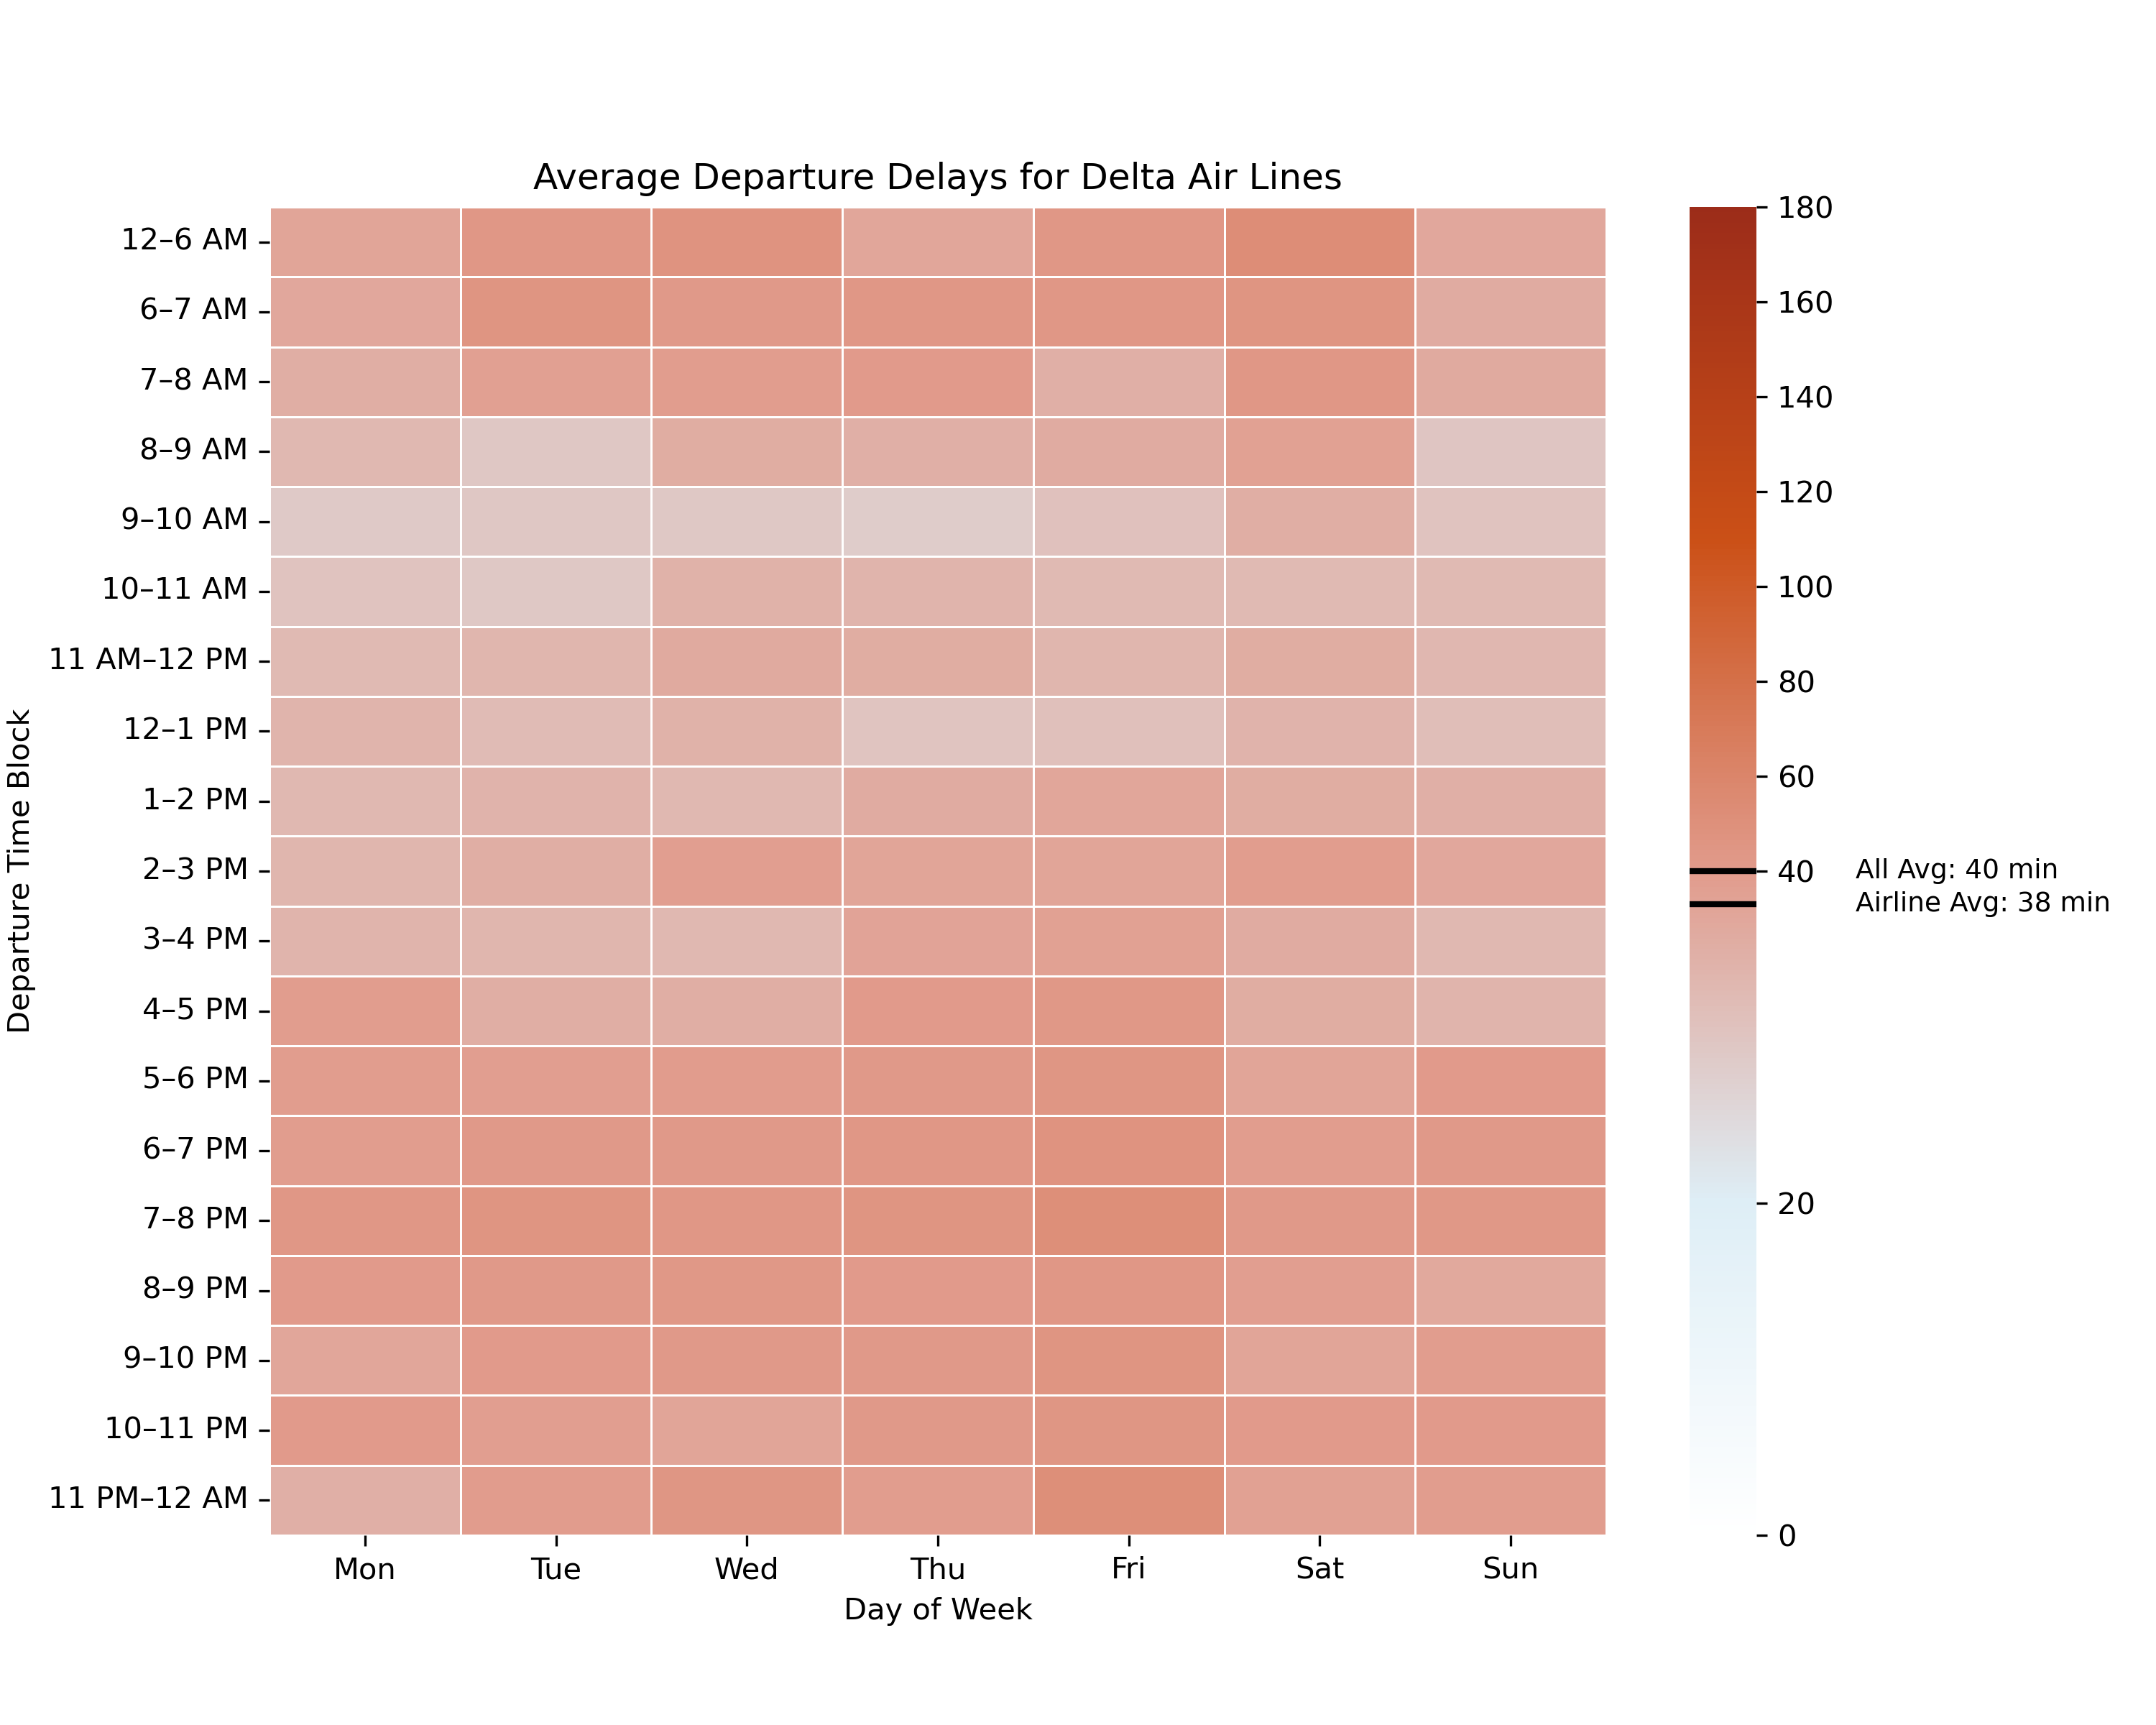 Average Departure Delays for Delta Air Lines
12–6 AM
6–7 AM
7–8 AM
8–9 AM
9–10 AM
10–11 AM
11 AM–12 PM
12–1 PM
1–2 PM
2–3 PM
3–4 PM
4–5 PM
5–6 PM
6–7 PM
7–8 PM
8–9 PM
9–10 PM
10–11 PM
11 PM–12 AM
Departure Time Block
Mon Tue Wed Thu Fri Sat Sun
Day of Week
180
160
140
120
100
80
60
40
20
0
All Avg: 40 min
Airline Avg: 38 min